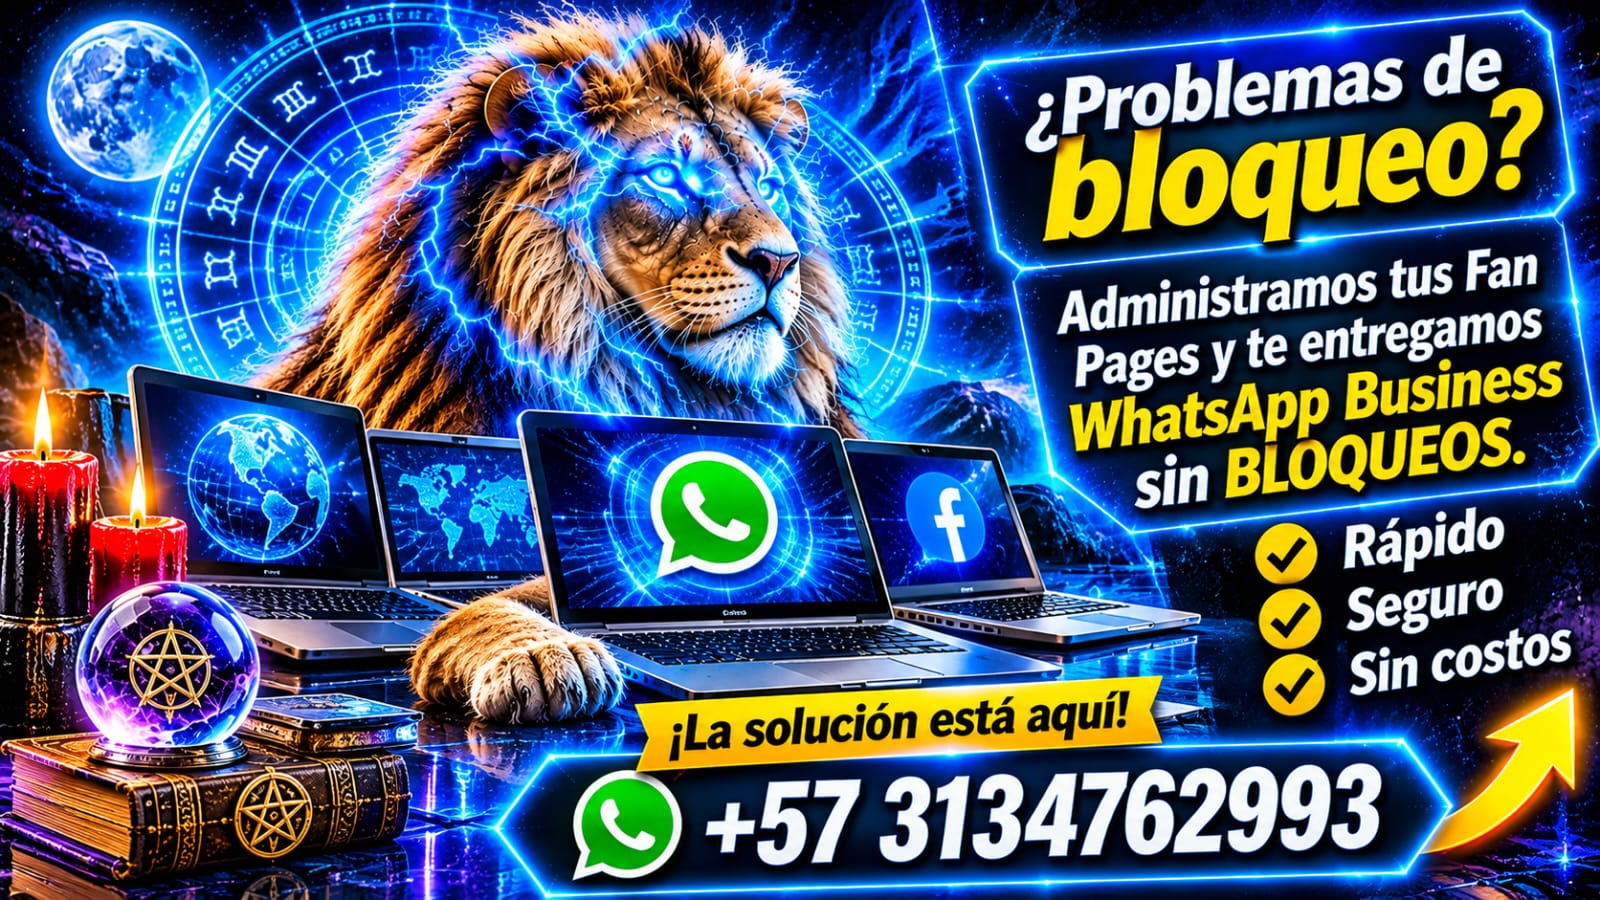 ¿Problemas de
bloqueo?
Administramos tus Fan
Pages y te entregamos
WhatsApp Business
sin BLOQUEOS.
Rápido
Seguro
Sin costos
¡La solución está aquí!
+57 3134762993